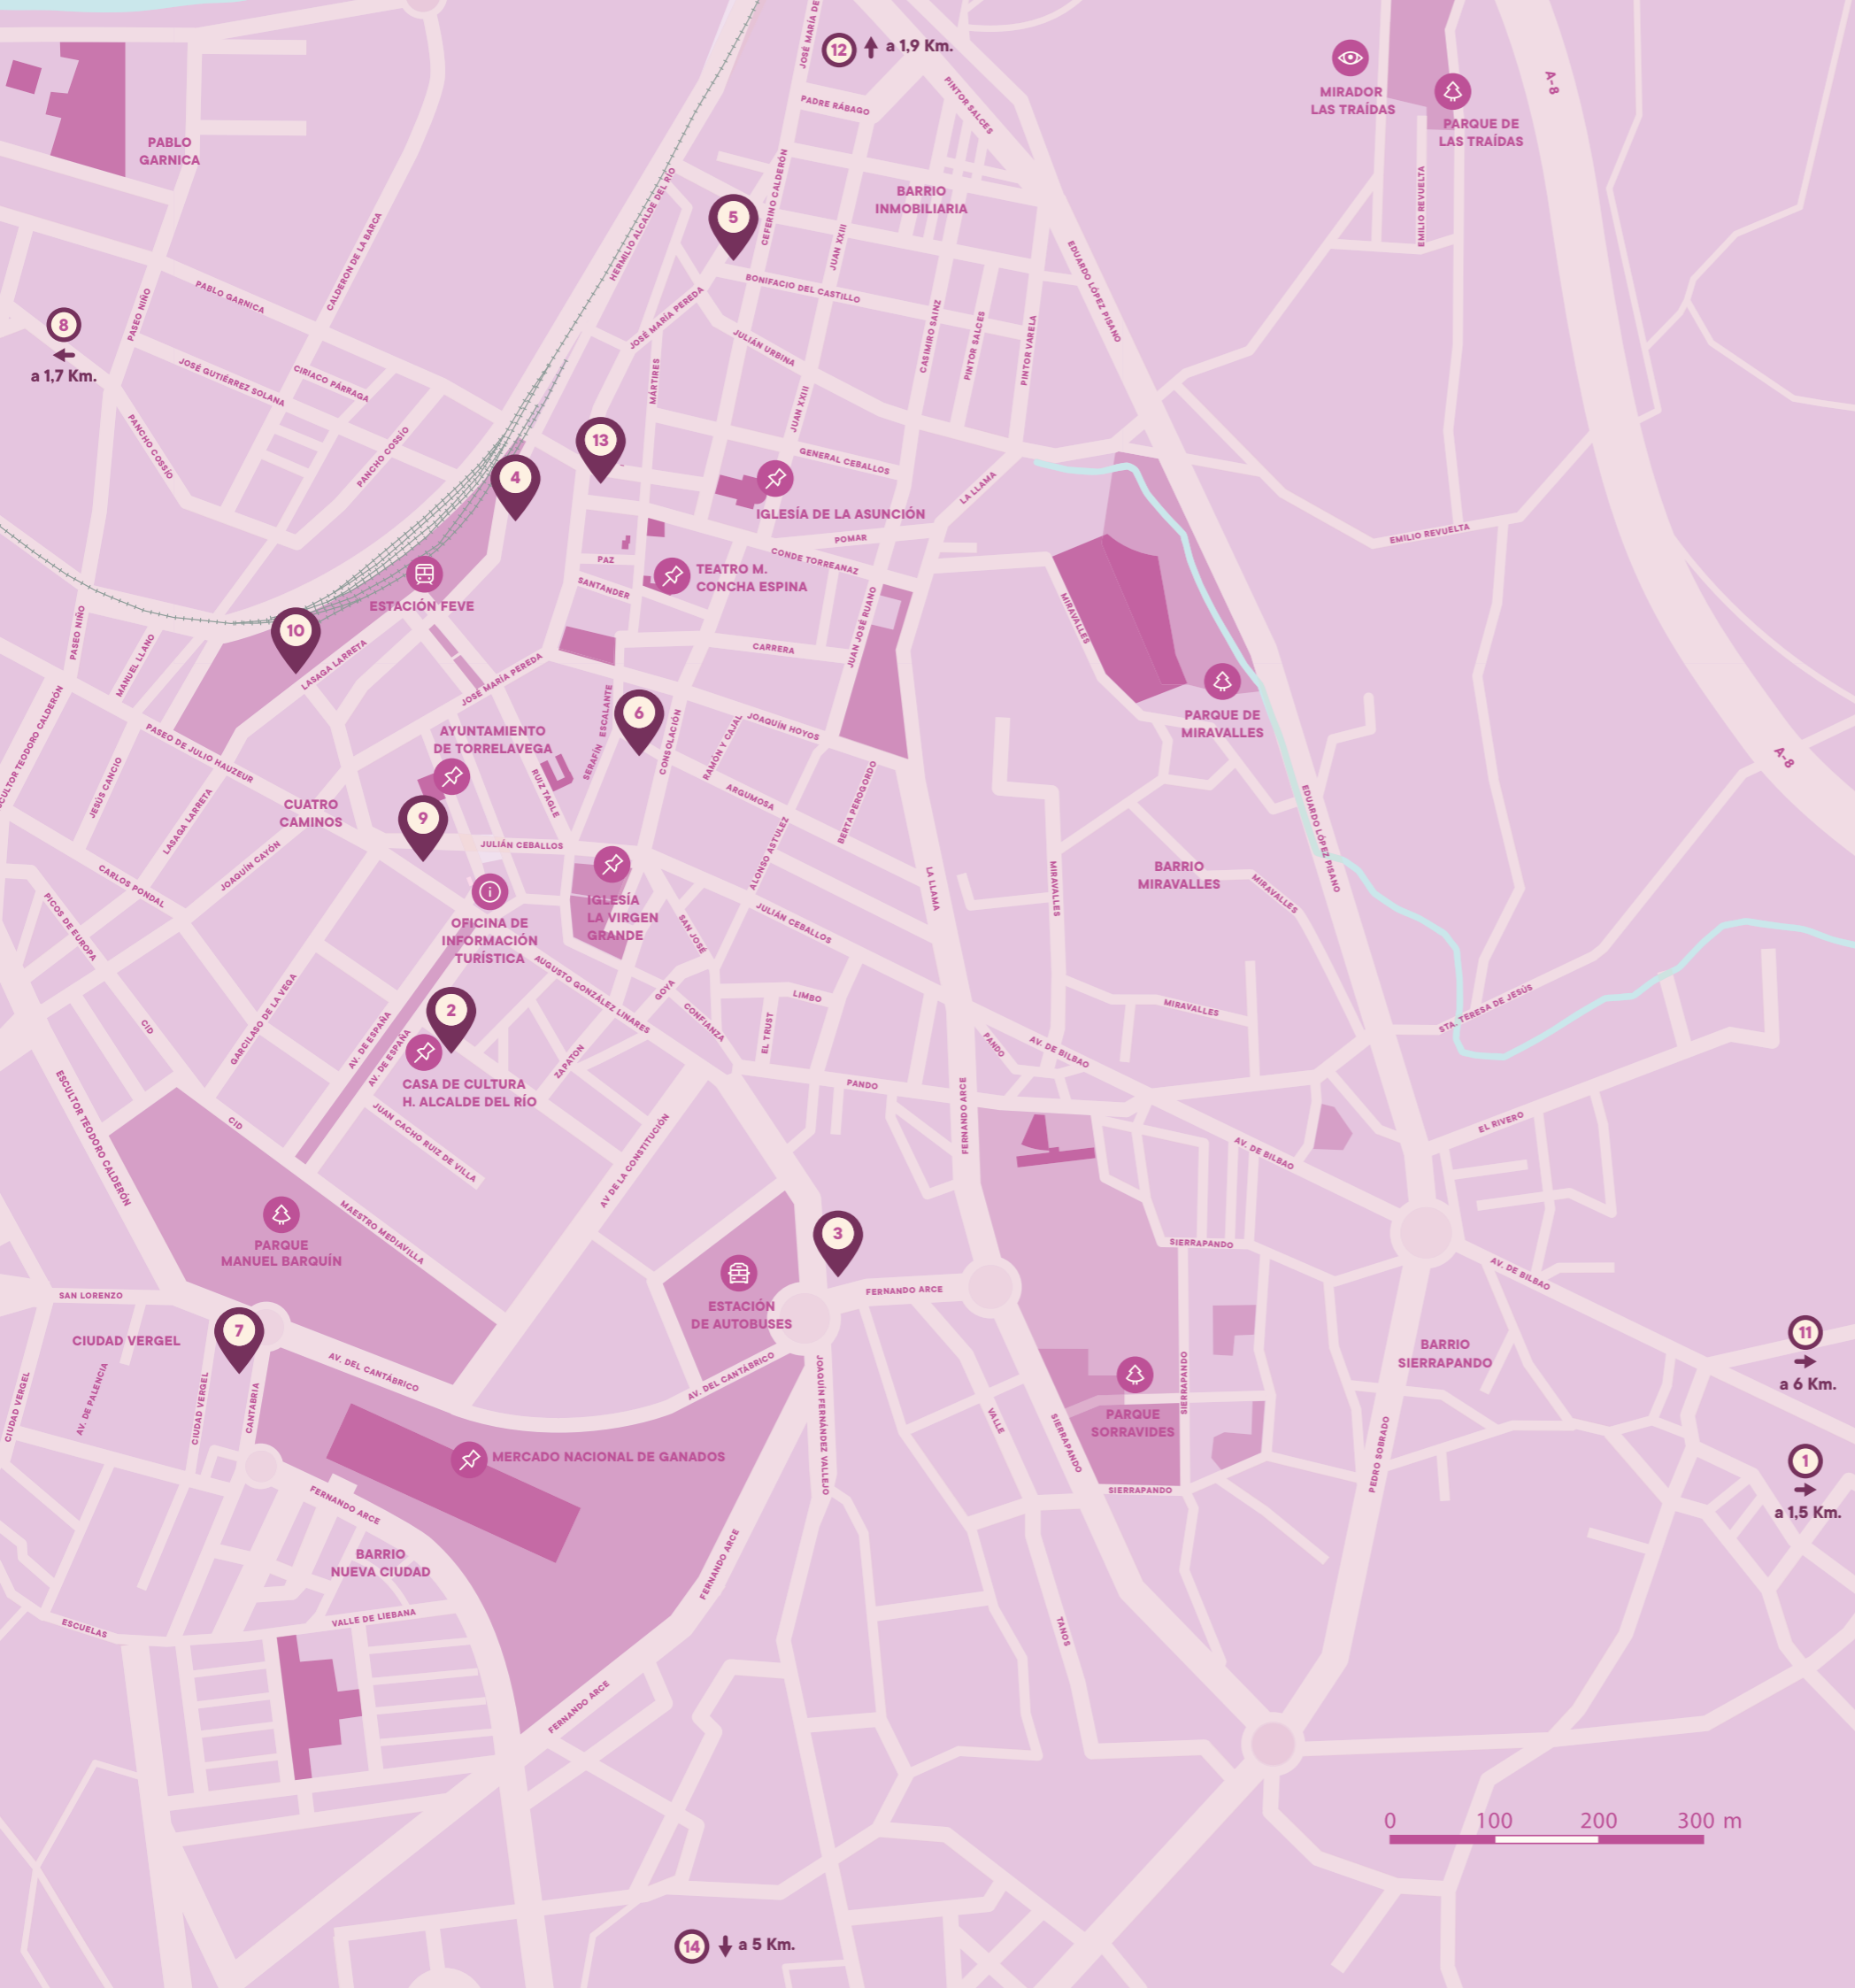 JOSÉ MARÍA DE
12
a 1,9 Km.
MIRADOR
LAS TRAÍDAS
PARQUE DE
LAS TRAÍDAS
A-8
PADRE RÁBAGO
PINTOR SALCES
PABLO
GARNICA
BARRIO
INMOBILIARIA
5
CEFERINO CALDERÓN
HERMILIO ALCALDE DEL RÍO
JUAN XXIII
EMILIO REVUELTA
CALDERON DE LA BARCA
EDUARDO LÓPEZ PISANO
PABLO GARNICA
PASEO NIÑO
BONIFACIO DEL CASTILLO
JOSÉ MARÍA PEREDA
JULIÁN URBINA
CASIMIRO SAINZ
PINTOR SALCES
PINTOR VARELA
8
a 1,7 Km.
JOSÉ GUTIÉRREZ SOLANA
CIRIACO PÁRRAGA
MÁRTIRES
JUAN XXIII
PANCHO COSSÍO
PANCHO COSSÍO
13
4
GENERAL CEBALLOS
LA LLAMA
IGLESÍA DE LA ASUNCIÓN
POMAR
CONDE TORREANAZ
EMILIO REVUELTA
PAZ
SANTANDER
TEATRO M.
CONCHA ESPINA
ESTACIÓN FEVE
10
PASEO NIÑO
MANUEL LLANO
LASAGA LARRETA
JOSÉ MARÍA PEREDA
CARRERA
JUAN JOSÉ RUANO
MIRAVALLES
PARQUE DE
MIRAVALLES
6
SERAFÍN ESCALANTE
CONSOLACIÓN
RAMÓN Y CAJAL
JOAQUÍN HOYOS
PASEO DE JULIO HAUZEUR
AYUNTAMIENTO
DE TORRELAVEGA
RUIZ TAGLE
ARGUMOSA
BERTA PEROGORDO
JESÚS CANCIO
LASAGA LARRETA
CUATRO
CAMINOS
9
JULIÁN CEBALLOS
ALONSO ASTULEZ
A-8
EDUARDO LÓPEZ PISANO
JOAQUÍN CAYÓN
CARLOS PONDAL
PICOS DE EUROPA
OFICINA DE
INFORMACIÓN
TURÍSTICA
IGLESÍA
LA VIRGEN
GRANDE
SAN JOSÉ
JULIÁN CEBALLOS
LA LLAMA
MIRAVALLES
BARRIO
MIRAVALLES
MIRAVALLES
AUGUSTO GONZÁLEZ LINARES
GOYA
CONFIANZA
LIMBO
EL TRUST
CID
GARCILASO DE LA VEGA
AV. DE ESPAÑA
AV. DE ESPAÑA
2
CASA DE CULTURA
H. ALCALDE DEL RÍO
ZAPATON
PANDO
PANDO
AV. DE BILBAO
MIRAVALLES
STA. TERESA DE JESÚS
ESCULTOR TEODORO CALDERÓN
ESCULTOR TEODORO CALDERÓN
CID
JUAN CACHO RUIZ DE VILLA
AV DE LA CONSTITUCIÓN
FERNANDO ARCE
AV. DE BILBAO
EL RIVERO
PARQUE
MANUEL BARQUÍN
MAESTRO MEDIAVILLA
3
SIERRAPANDO
AV. DE BILBAO
SAN LORENZO
7
CIUDAD VERGEL
ESTACIÓN
DE AUTOBUSES
FERNANDO ARCE
AV. DEL CANTÁBRICO
AV. DEL CANTÁBRICO
CIUDAD VERGEL
AV. DE PALENCIA
CIUDAD VERGEL
CANTABRIA
JOAQUÍN FERNÁNDEZ VALLEJO
VALLE
SIERRAPANDO
SIERRAPANDO
SIERRAPANDO
PARQUE
SORRAVIDES
PEDRO SOBRADO
BARRIO
SIERRAPANDO
11
a 6 Km.
1
a 1,5 Km.
MERCADO NACIONAL DE GANADOS
FERNANDO ARCE
BARRIO
NUEVA CIUDAD
FERNANDO ARCE
ESCUELAS
VALLE DE LIEBANA
TANOS
FERNANDO ARCE
0 100 200 300 m
14
a 5 Km.